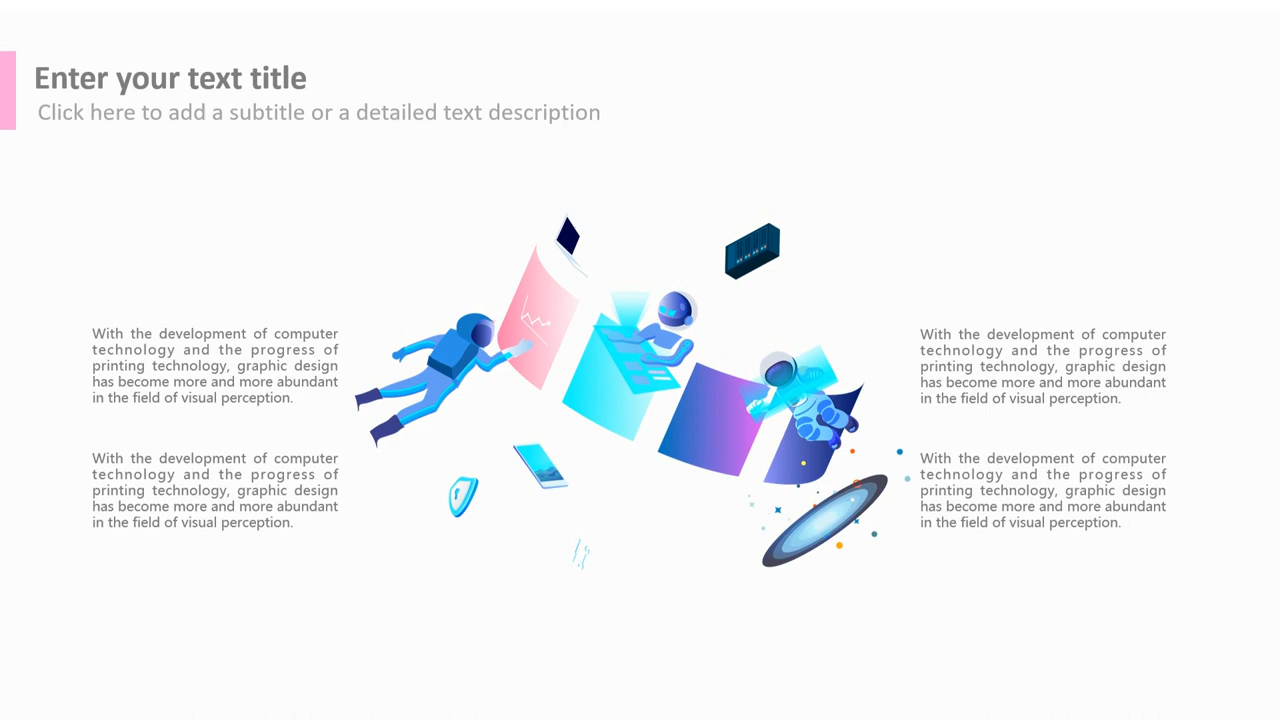 Enter your text title
Click here to add a subtitle or a detailed text description
With the development of computer
technology and the progress of
printing technology, graphic design
has become more and more abundant
in the field of visual perception.
With the development of computer
technology and the progress of
printing technology, graphic design
has become more and more abundant
in the field of visual perception.
With the development of computer
technology and the progress of
printing technology, graphic design
has become more and more abundant
in the field of visual perception.
With the development of computer
technology and the progress of
printing technology, graphic design
has become more and more abundant
in the field of visual perception.